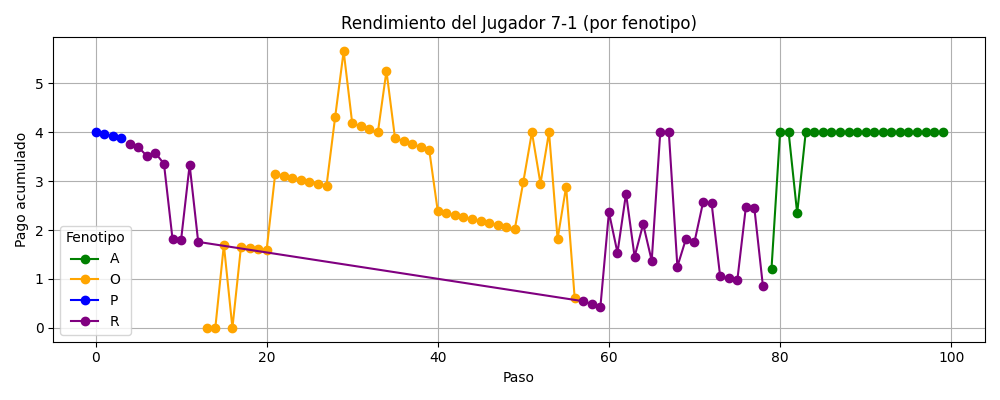 Rendimiento del Jugador 7-1 (por fenotipo)
Pago acumulado
5
4
3
2
1
0
Fenotipo
A
O
P
R
0
20
40
60
80
100
Paso